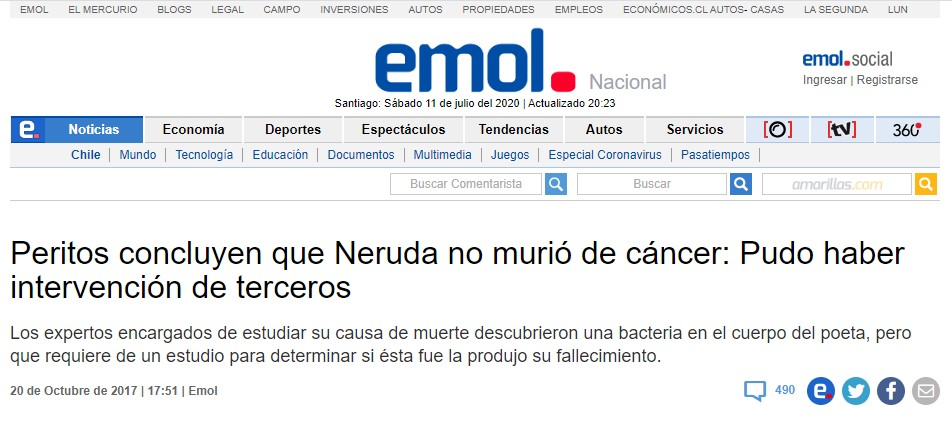 EMOL EL MERCURIO BLOGS LEGAL CAMPO INVERSIONES AUTOS PROPIEDADES EMPLEOS ECONÓMICOS.CL AUTOS- CASAS LA SEGUNDA LUN
emol. Nacional
emol.social
Ingresar | Registrarse
Santiago: Sábado 11 de julio del 2020 | Actualizado 20:23
e. Noticias Economía Deportes Espectáculos Tendencias Autos Servicios [O] [tv] 360°
Chile | Mundo | Tecnología | Educación | Documentos | Multimedia | Juegos | Especial Coronavirus | Pasatiempos |
Buscar Comentarista Buscar amarillas.com
Peritos concluyen que Neruda no murió de cáncer: Pudo haber
intervención de terceros
Los expertos encargados de estudiar su causa de muerte descubrieron una bacteria en el cuerpo del poeta, pero
que requiere de un estudio para determinar si ésta fue la produjo su fallecimiento.
20 de Octubre de 2017 | 17:51 | Emol
490 e. f